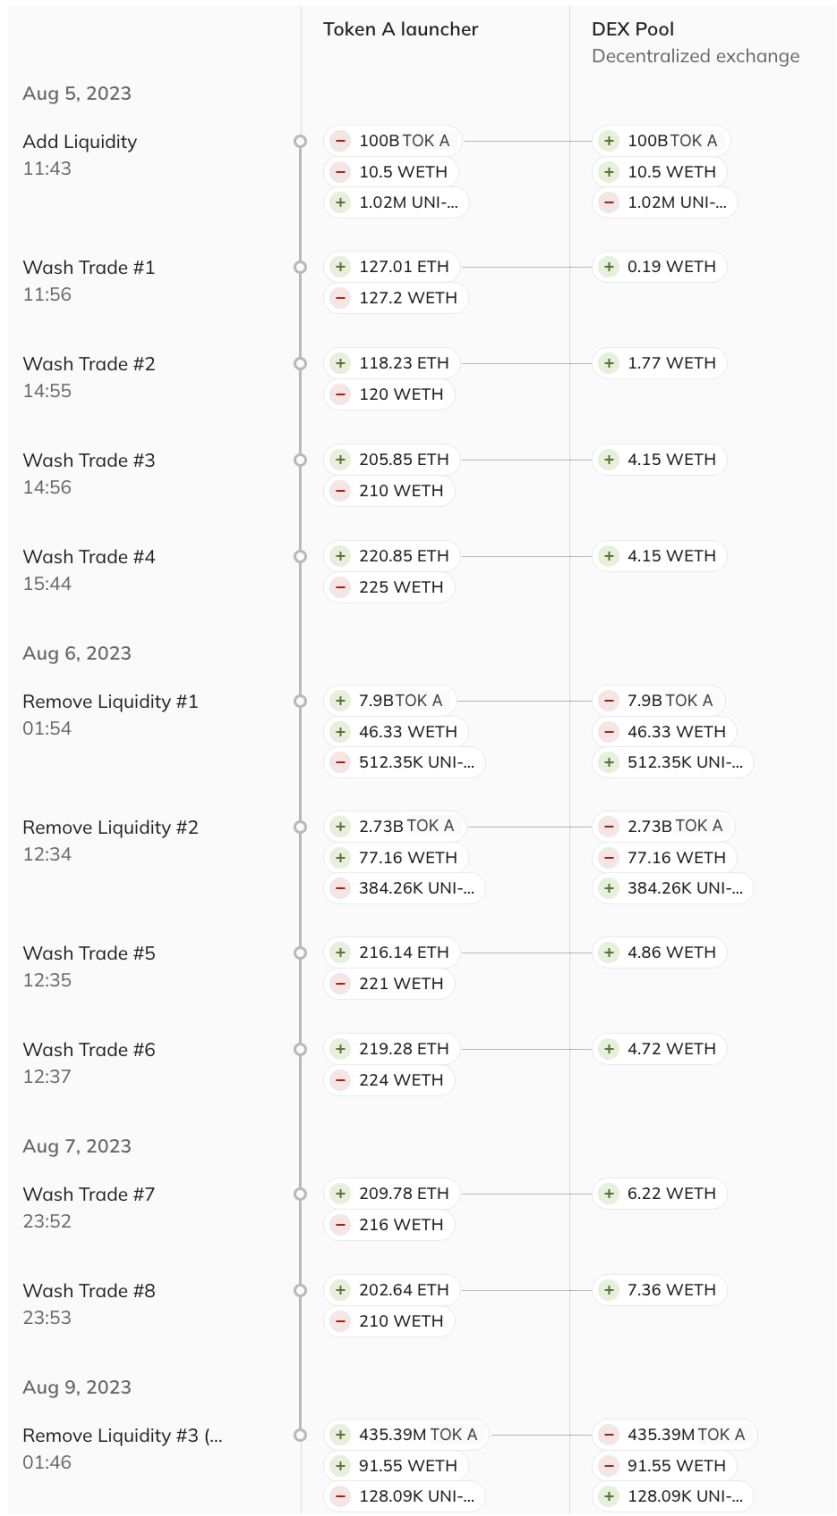 Token A launcher
DEX Pool
Decentralized exchange
Aug 5, 2023
Add Liquidity
11:43
− 100B TOK A
− 10.5 WETH
+ 1.02M UNI-...
+ 100B TOK A
+ 10.5 WETH
− 1.02M UNI-...
Wash Trade #1
11:56
+ 127.01 ETH
− 127.2 WETH
+ 0.19 WETH
Wash Trade #2
14:55
+ 118.23 ETH
− 120 WETH
+ 1.77 WETH
Wash Trade #3
14:56
+ 205.85 ETH
− 210 WETH
+ 4.15 WETH
Wash Trade #4
15:44
+ 220.85 ETH
− 225 WETH
+ 4.15 WETH
Aug 6, 2023
Remove Liquidity #1
01:54
+ 7.9B TOK A
+ 46.33 WETH
− 512.35K UNI-...
− 7.9B TOK A
− 46.33 WETH
+ 512.35K UNI-...
Remove Liquidity #2
12:34
+ 2.73B TOK A
+ 77.16 WETH
− 384.26K UNI-...
− 2.73B TOK A
− 77.16 WETH
+ 384.26K UNI-...
Wash Trade #5
12:35
+ 216.14 ETH
− 221 WETH
+ 4.86 WETH
Wash Trade #6
12:37
+ 219.28 ETH
− 224 WETH
+ 4.72 WETH
Aug 7, 2023
Wash Trade #7
23:52
+ 209.78 ETH
− 216 WETH
+ 6.22 WETH
Wash Trade #8
23:53
+ 202.64 ETH
− 210 WETH
+ 7.36 WETH
Aug 9, 2023
Remove Liquidity #3 (...
01:46
+ 435.39M TOK A
+ 91.55 WETH
− 128.09K UNI-...
− 435.39M TOK A
− 91.55 WETH
+ 128.09K UNI-...